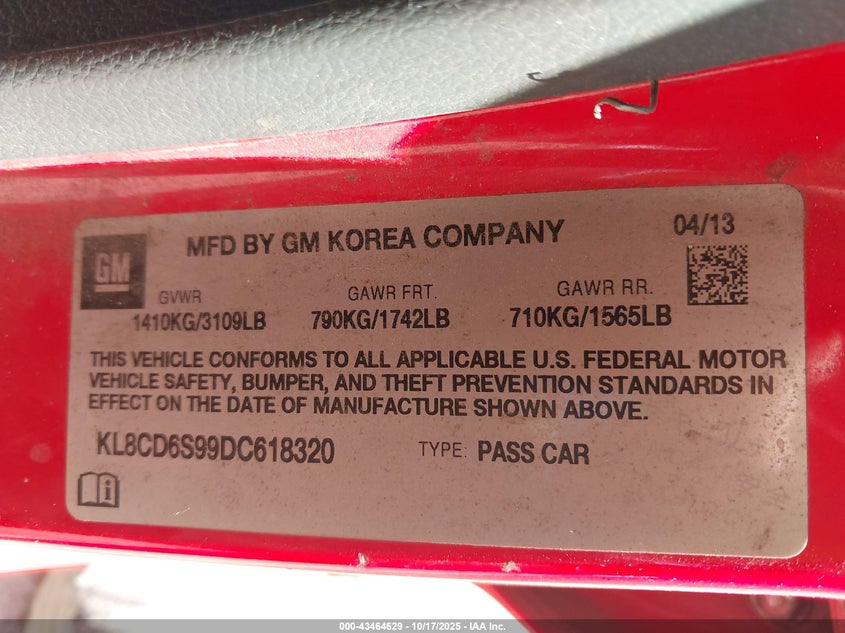 MFD BY GM KOREA COMPANY
04/13
GM
GVWR
GAWR FRT.
GAWR RR.
1410KG/3109LB
790KG/1742LB
710KG/1565LB
THIS VEHICLE CONFORMS TO ALL APPLICABLE U.S. FEDERAL MOTOR
VEHICLE SAFETY, BUMPER, AND THEFT PREVENTION STANDARDS IN
EFFECT ON THE DATE OF MANUFACTURE SHOWN ABOVE.
KL8CD6S99DC618320
TYPE: PASS CAR
000-43464629 | 10/17/2025 | IAA Inc.